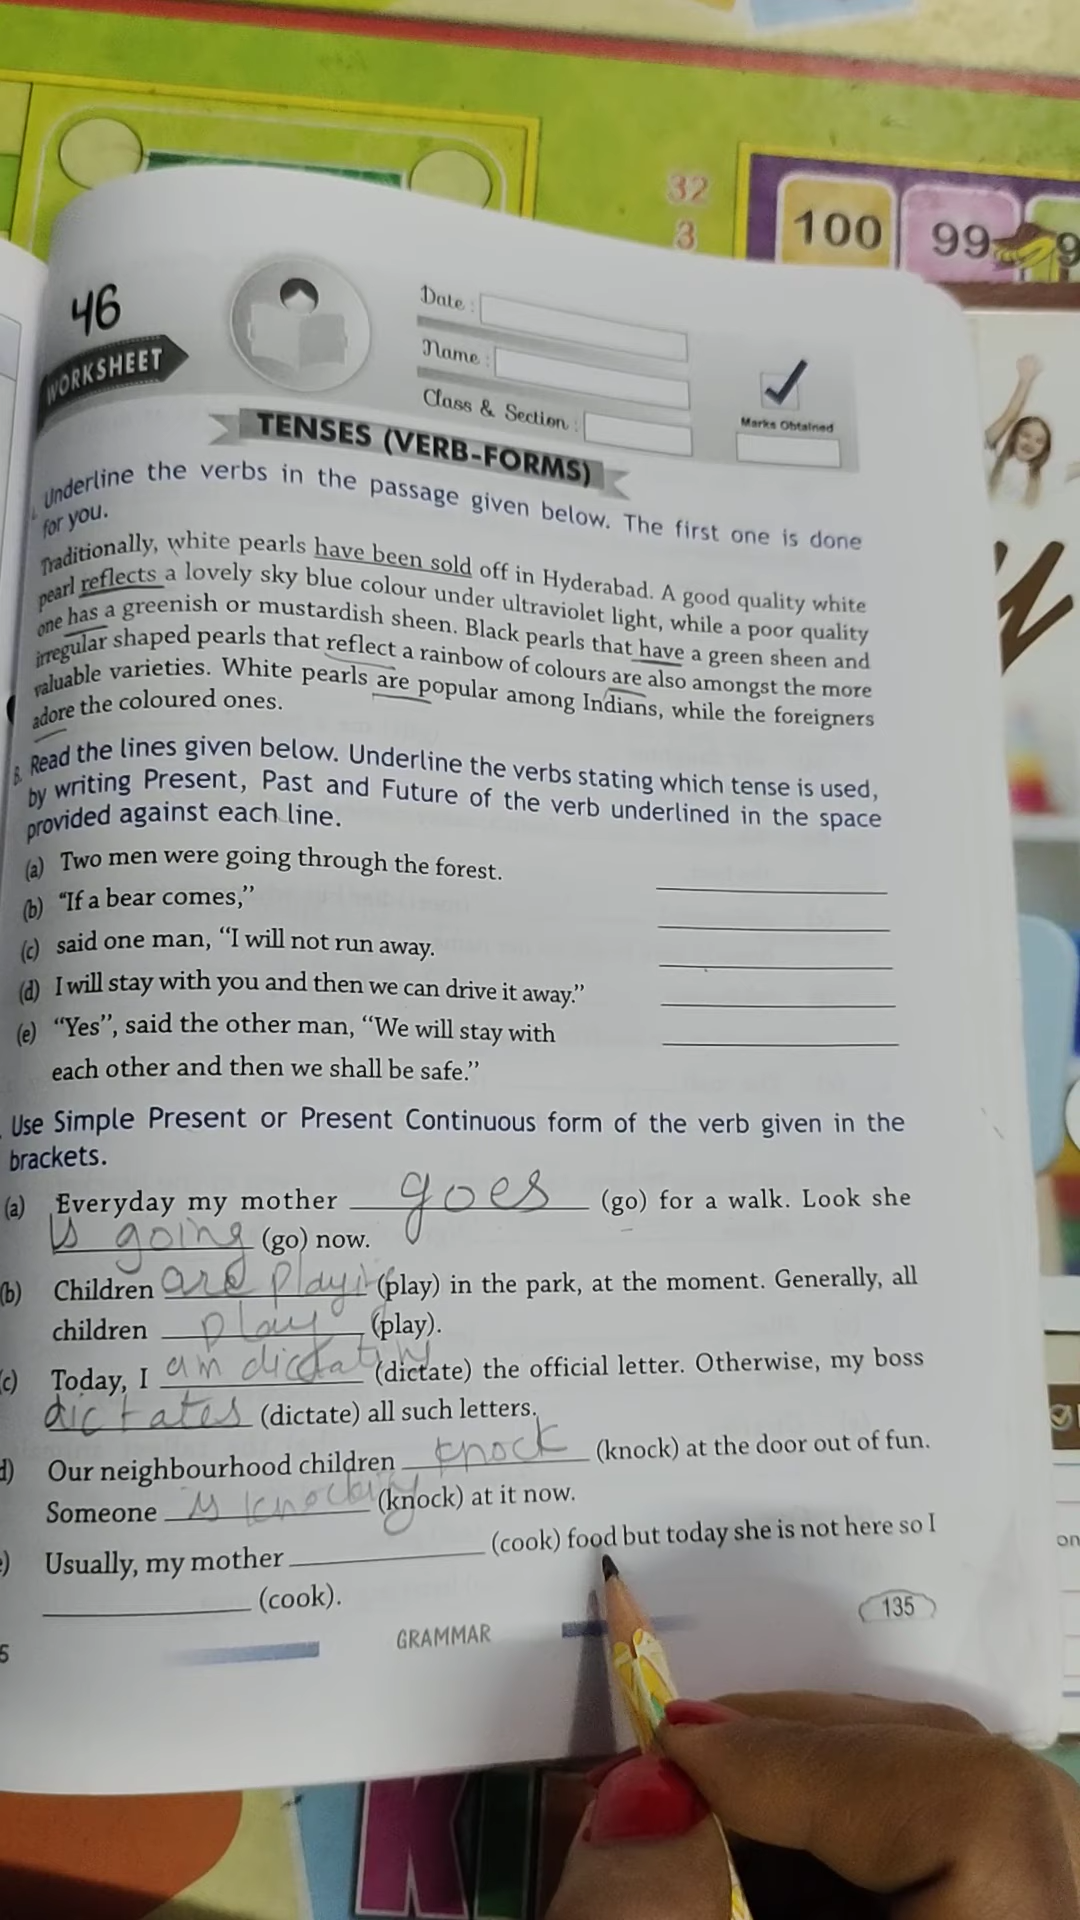 32
3
100
99
9
46
WORKSHEET
Date :
Name :
Class & Section :
Marks Obtained
TENSES (VERB-FORMS)
Underline the verbs in the passage given below. The first one is done
for you.
Traditionally, white pearls have been sold off in Hyderabad. A good quality white
pearl reflects a lovely sky blue colour under ultraviolet light, while a poor quality
one has a greenish or mustardish sheen. Black pearls that have a green sheen and
irregular shaped pearls that reflect a rainbow of colours are also amongst the more
valuable varieties. White pearls are popular among Indians, while the foreigners
adore the coloured ones.
B. Read the lines given below. Underline the verbs stating which tense is used,
by writing Present, Past and Future of the verb underlined in the space
provided against each line.
(a) Two men were going through the forest.
(b) “If a bear comes,”
(c) said one man, “I will not run away.
(d) I will stay with you and then we can drive it away.”
(e) “Yes”, said the other man, “We will stay with
each other and then we shall be safe.”
Use Simple Present or Present Continuous form of the verb given in the
brackets.
(a) Everyday my mother goes (go) for a walk. Look she
is going (go) now.
(b) Children are playing (play) in the park, at the moment. Generally, all
children play (play).
(c) Today, I am dictating (dictate) the official letter. Otherwise, my boss
dictates (dictate) all such letters.
d) Our neighbourhood children knock (knock) at the door out of fun.
Someone is knocking (knock) at it now.
) Usually, my mother (cook) food but today she is not here so I
(cook).
GRAMMAR
135
5
on